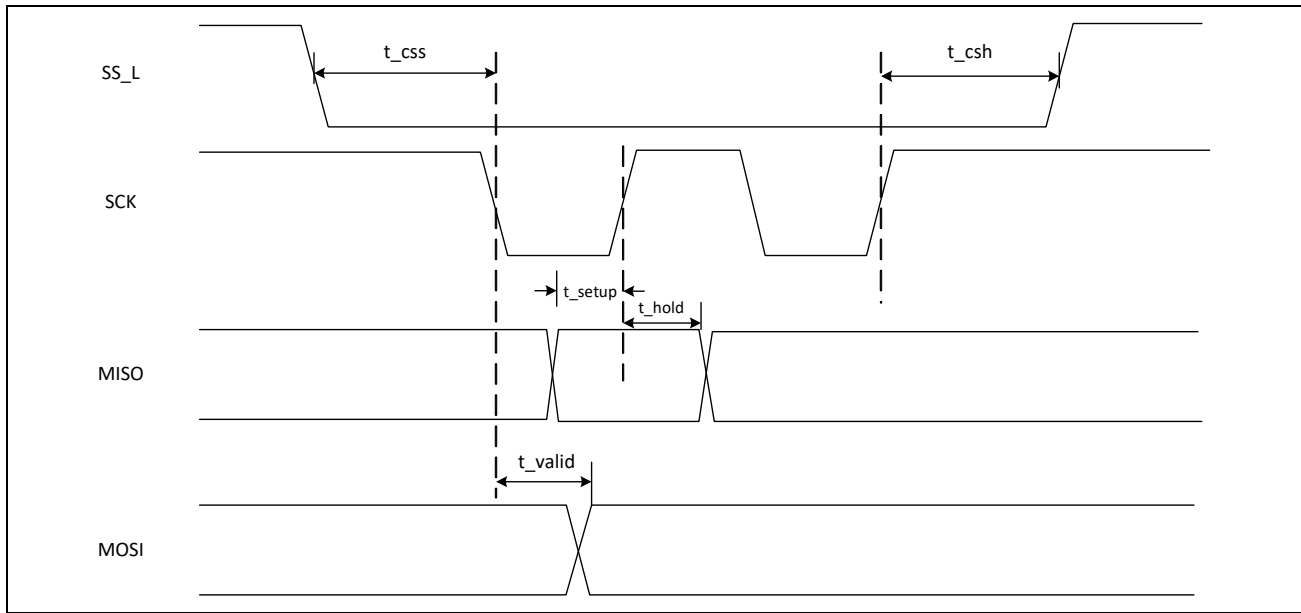 t_css
t_csh
SS_L
SCK
t_setup
t_hold
MISO
t_valid
MOSI